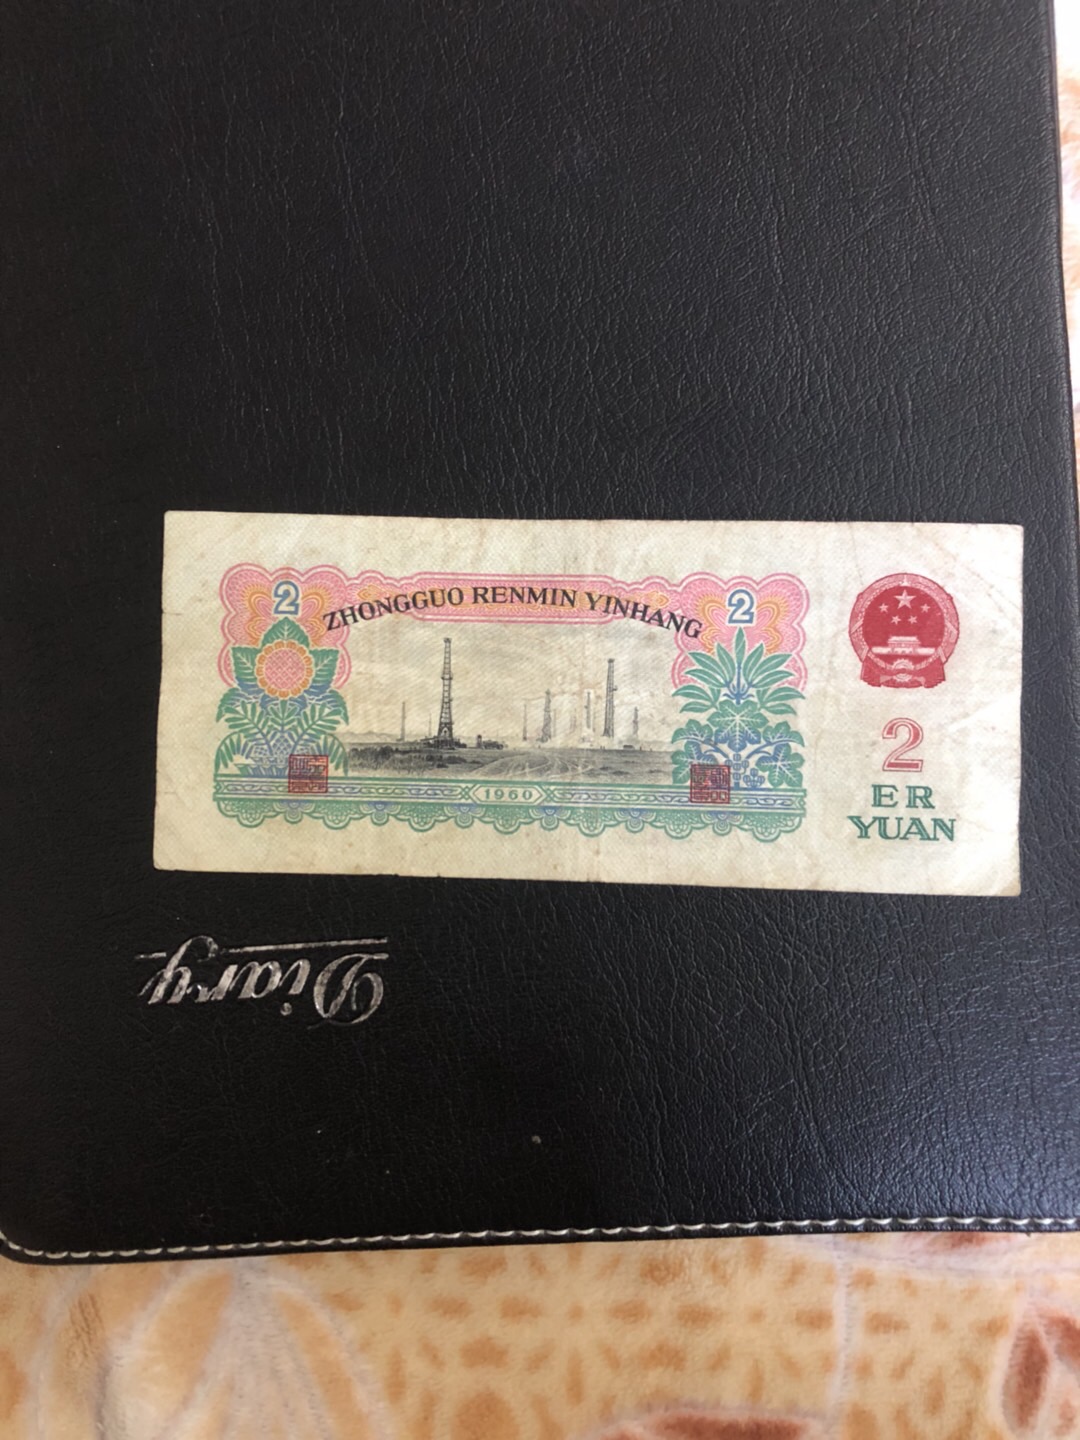 2
ZHONGGUO RENMIN YINHANG
2
1960
2
ER
YUAN
Diary